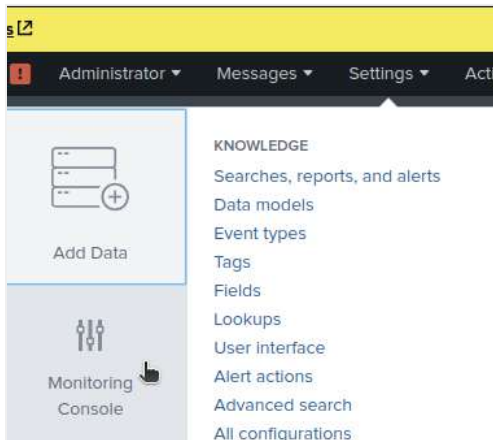 s
! Administrator Messages Settings Acti
KNOWLEDGE
Searches, reports, and alerts
Data models
Event types
Tags
Fields
Lookups
User interface
Alert actions
Advanced search
All configurations
Add Data
Monitoring
Console